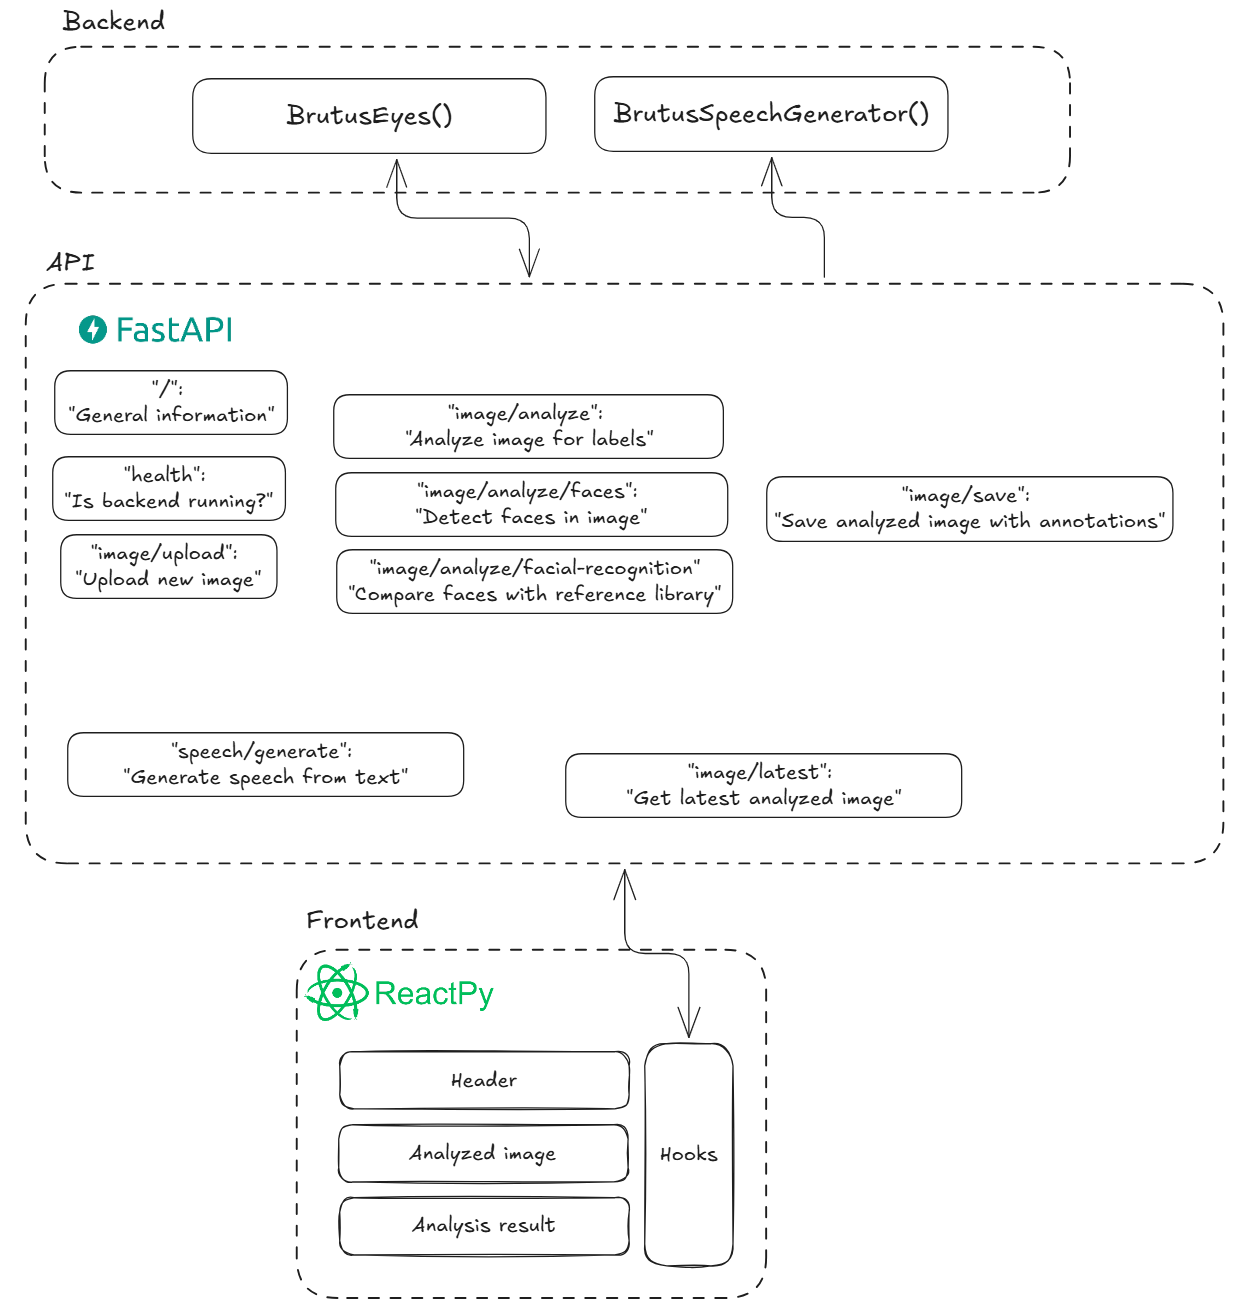 Backend
BrutusEyes()
BrutusSpeechGenerator()
API
FastAPI
"/":
"General information"
"health":
"Is backend running?"
"image/upload":
"Upload new image"
"image/analyze":
"Analyze image for labels"
"image/analyze/faces":
"Detect faces in image"
"image/analyze/facial-recognition"
"Compare faces with reference library"
"image/save":
"Save analyzed image with annotations"
"speech/generate":
"Generate speech from text"
"image/latest":
"Get latest analyzed image"
Frontend
ReactPy
Header
Analyzed image
Analysis result
Hooks